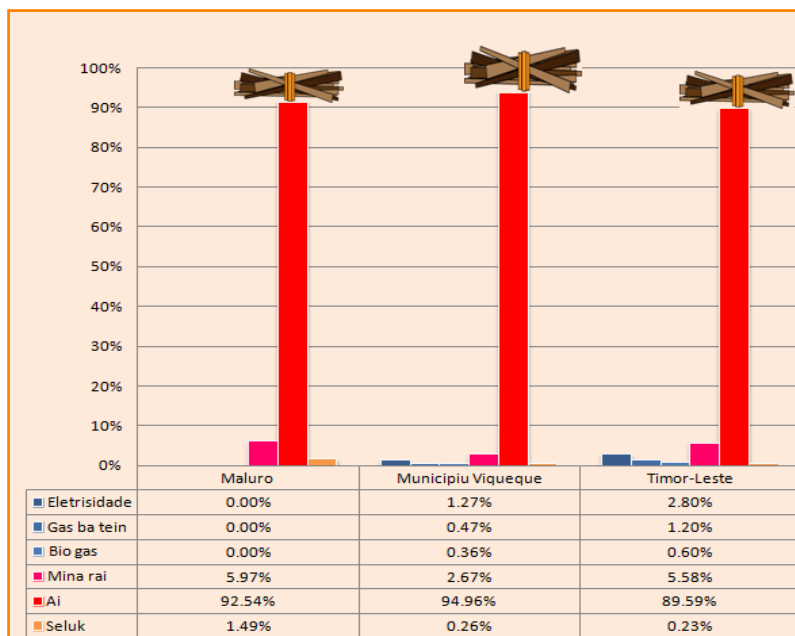 100%
90%
80%
70%
60%
50%
40%
30%
20%
10%
0%
Maluro Municipiu Viqueque Timor-Leste
Eletrisidade 0.00% 1.27% 2.80%
Gas ba tein 0.00% 0.47% 1.20%
Bio gas 0.00% 0.36% 0.60%
Mina rai 5.97% 2.67% 5.58%
Ai 92.54% 94.96% 89.59%
Seluk 1.49% 0.26% 0.23%